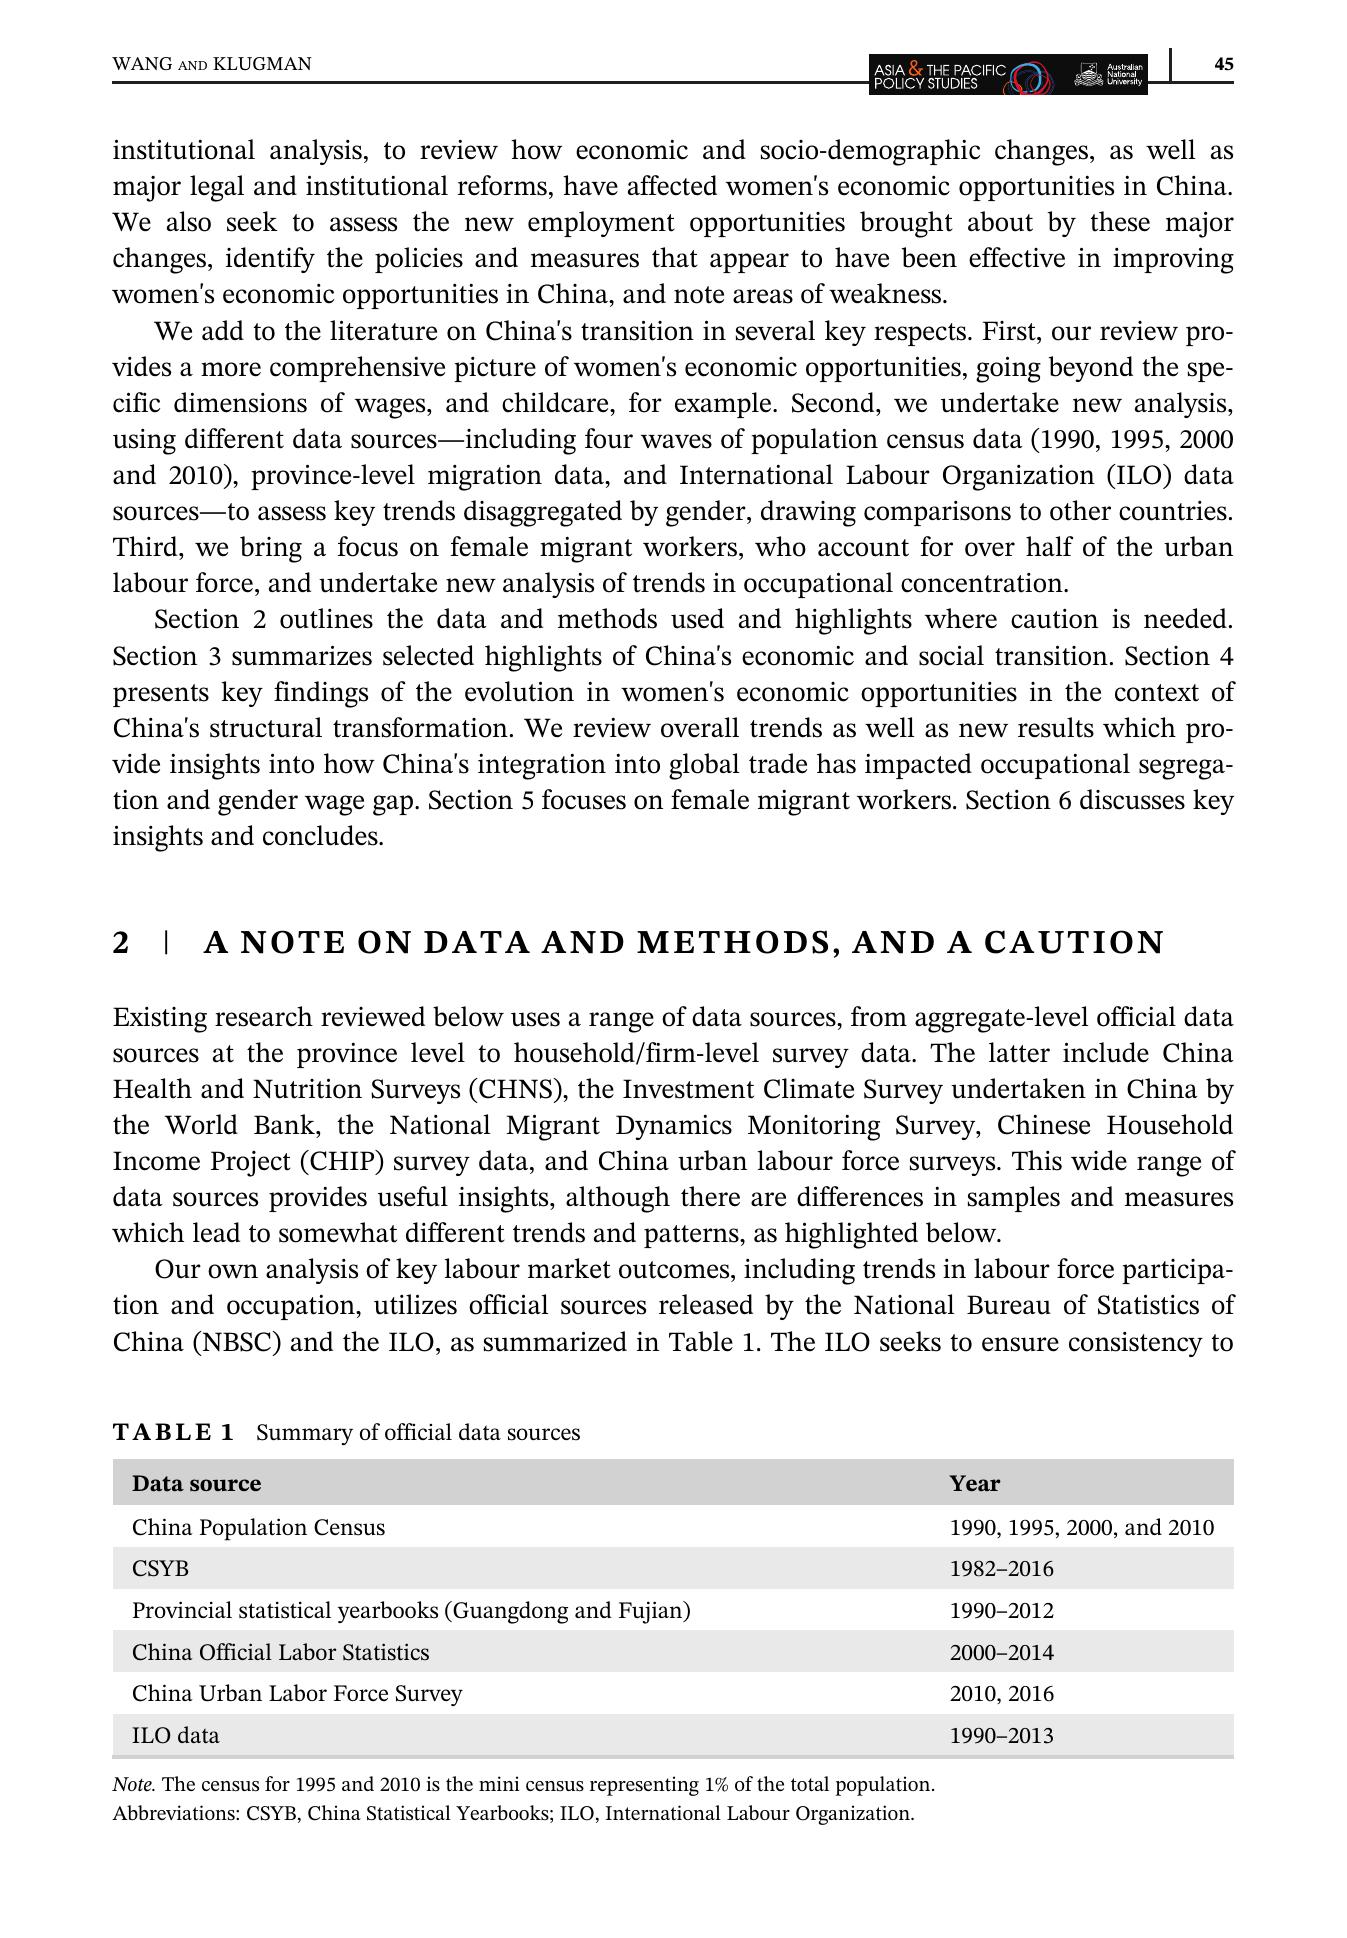 WANG AND KLUGMAN
ASIA & THE PACIFIC
POLICY STUDIES
Australian
National
University
45
institutional analysis, to review how economic and socio-demographic changes, as well as
major legal and institutional reforms, have affected women's economic opportunities in China.
We also seek to assess the new employment opportunities brought about by these major
changes, identify the policies and measures that appear to have been effective in improving
women's economic opportunities in China, and note areas of weakness.
We add to the literature on China's transition in several key respects. First, our review pro-
vides a more comprehensive picture of women's economic opportunities, going beyond the spe-
cific dimensions of wages, and childcare, for example. Second, we undertake new analysis,
using different data sources—including four waves of population census data (1990, 1995, 2000
and 2010), province-level migration data, and International Labour Organization (ILO) data
sources—to assess key trends disaggregated by gender, drawing comparisons to other countries.
Third, we bring a focus on female migrant workers, who account for over half of the urban
labour force, and undertake new analysis of trends in occupational concentration.
Section 2 outlines the data and methods used and highlights where caution is needed.
Section 3 summarizes selected highlights of China's economic and social transition. Section 4
presents key findings of the evolution in women's economic opportunities in the context of
China's structural transformation. We review overall trends as well as new results which pro-
vide insights into how China's integration into global trade has impacted occupational segrega-
tion and gender wage gap. Section 5 focuses on female migrant workers. Section 6 discusses key
insights and concludes.
2 | A NOTE ON DATA AND METHODS, AND A CAUTION
Existing research reviewed below uses a range of data sources, from aggregate-level official data
sources at the province level to household/firm-level survey data. The latter include China
Health and Nutrition Surveys (CHNS), the Investment Climate Survey undertaken in China by
the World Bank, the National Migrant Dynamics Monitoring Survey, Chinese Household
Income Project (CHIP) survey data, and China urban labour force surveys. This wide range of
data sources provides useful insights, although there are differences in samples and measures
which lead to somewhat different trends and patterns, as highlighted below.
Our own analysis of key labour market outcomes, including trends in labour force participa-
tion and occupation, utilizes official sources released by the National Bureau of Statistics of
China (NBSC) and the ILO, as summarized in Table 1. The ILO seeks to ensure consistency to
TABLE 1 Summary of official data sources
Data source Year
China Population Census 1990, 1995, 2000, and 2010
CSYB 1982–2016
Provincial statistical yearbooks (Guangdong and Fujian) 1990–2012
China Official Labor Statistics 2000–2014
China Urban Labor Force Survey 2010, 2016
ILO data 1990–2013
Note. The census for 1995 and 2010 is the mini census representing 1% of the total population.
Abbreviations: CSYB, China Statistical Yearbooks; ILO, International Labour Organization.